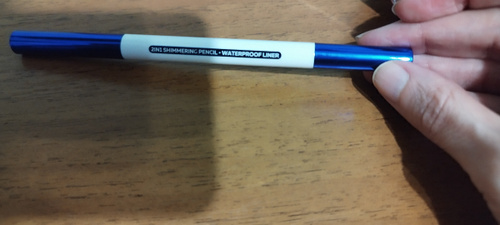 2IN1 SHIMMERING PENCIL • WATERPROOF LINER